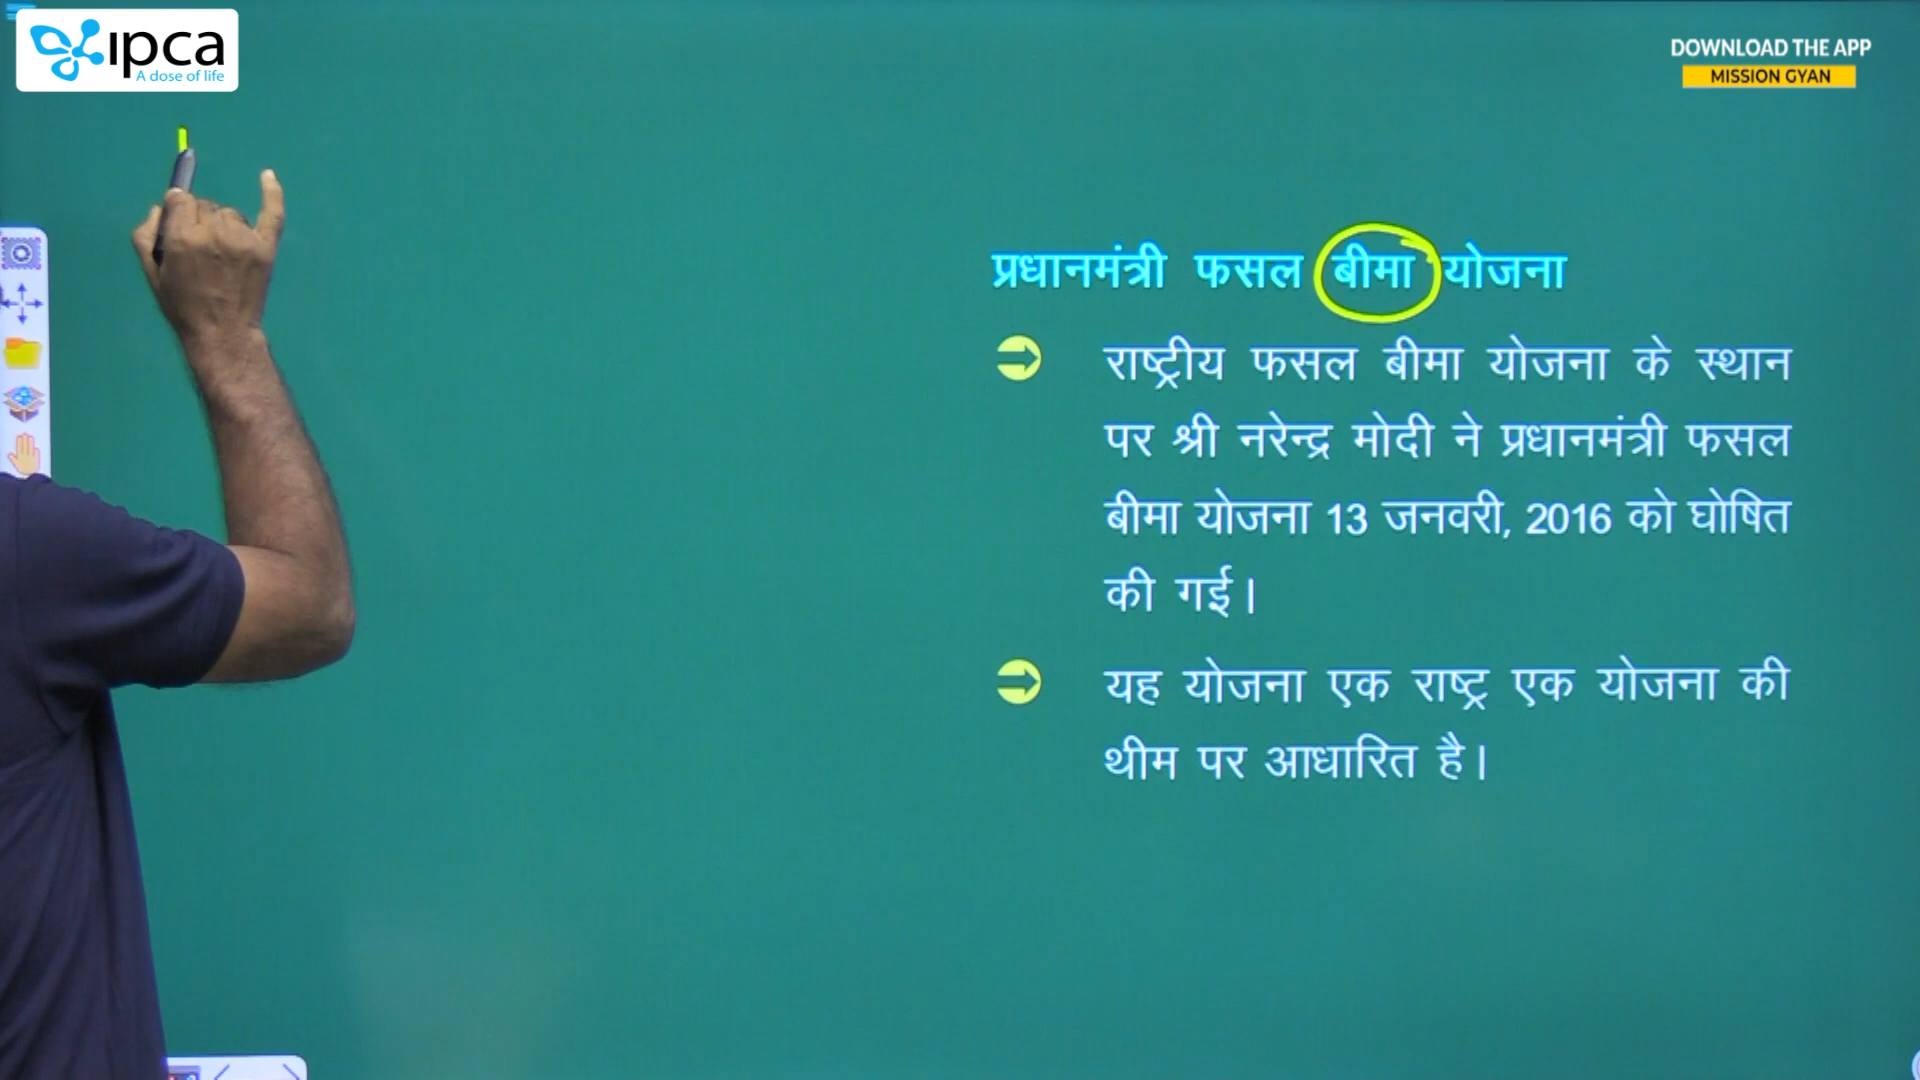 ipca
A dose of life
DOWNLOAD THE APP
MISSION GYAN
प्रधानमंत्री फसल बीमा योजना
राष्ट्रीय फसल बीमा योजना के स्थान
पर श्री नरेन्द्र मोदी ने प्रधानमंत्री फसल
बीमा योजना 13 जनवरी, 2016 को घोषित
की गई।
यह योजना एक राष्ट्र एक योजना की
थीम पर आधारित है।